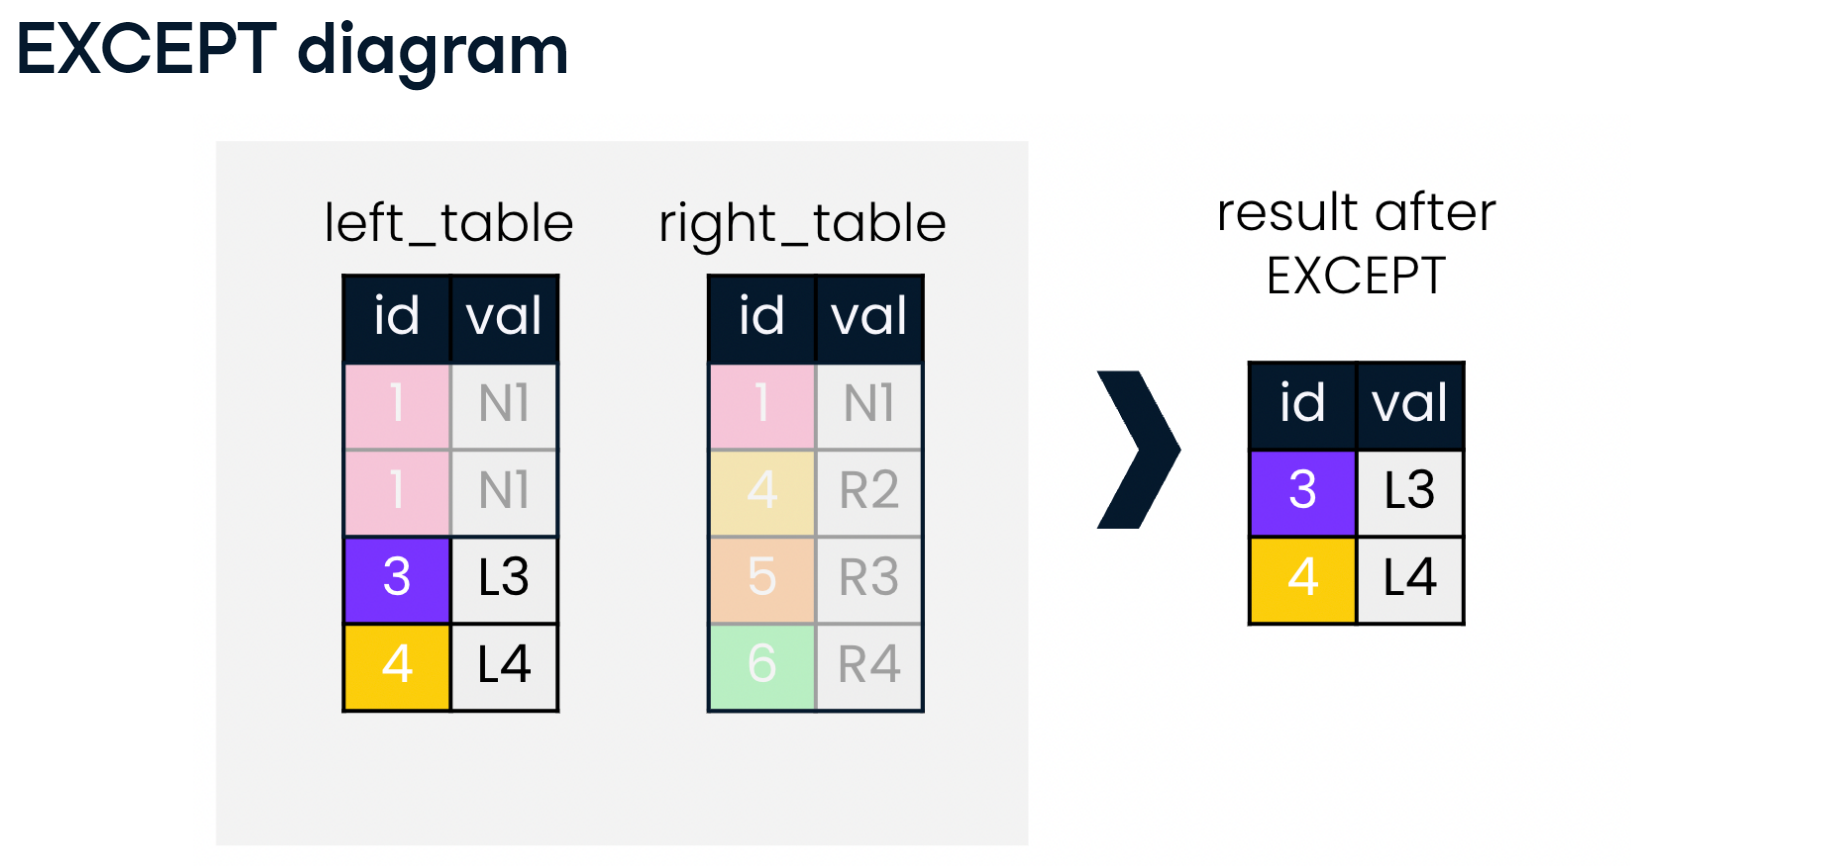 EXCEPT diagram
left_table right_table
id val id val
1 N1 1 N1
1 N1 4 R2
3 L3 5 R3
4 L4 6 R4
result after
EXCEPT
id val
3 L3
4 L4